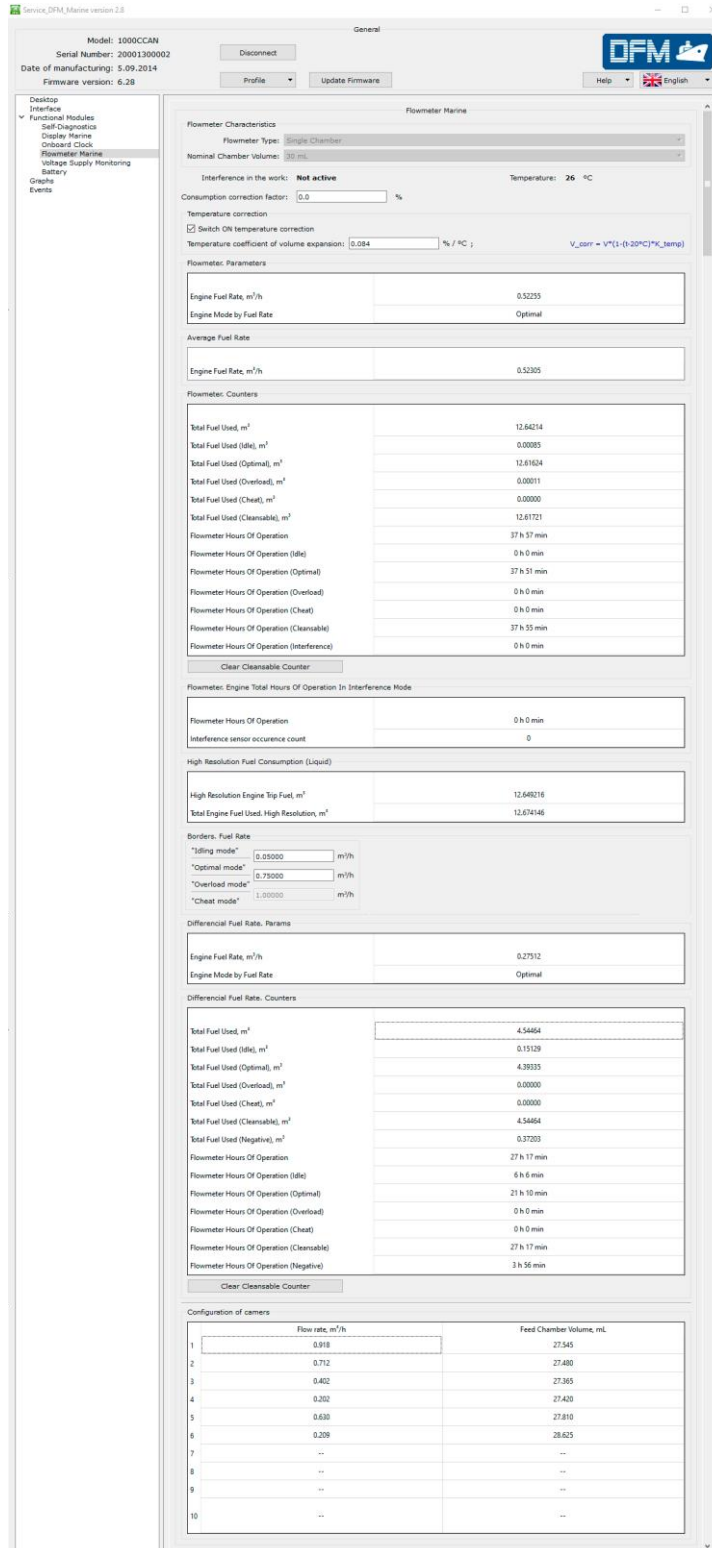 Service_DFM_Marine version 2.8
General
Model: 1000CCAN
Serial Number: 20001300002
Date of manufacturing: 5.09.2014
Firmware version: 6.28
Disconnect
Profile
Update Firmware
DFM
Help
English
Desktop
Interface
Functional Modules
Self-Diagnostics
Display Marine
Onboard Clock
Flowmeter Marine
Voltage Supply Monitoring
Battery
Graphs
Events
Flowmeter Marine
Flowmeter Characteristics
Flowmeter Type: Single Chamber
Nominal Chamber Volume: 30 mL
Interference in the work: Not active Temperature: 26 ºC
Consumption correction factor: 0.0 %
Temperature correction
Switch ON temperature correction
Temperature coefficient of volume expansion: 0.084 % / ºC ; V_corr = V*(1-(t-20ºC)*K_temp)
Flowmeter. Parameters
Engine Fuel Rate, m³/h 0.52255
Engine Mode by Fuel Rate Optimal
Average Fuel Rate
Engine Fuel Rate, m³/h 0.52305
Flowmeter. Counters
Total Fuel Used, m³ 12.64214
Total Fuel Used (Idle), m³ 0.00085
Total Fuel Used (Optimal), m³ 12.61624
Total Fuel Used (Overload), m³ 0.00011
Total Fuel Used (Cheat), m³ 0.00000
Total Fuel Used (Cleansable), m³ 12.61721
Flowmeter Hours Of Operation 37 h 57 min
Flowmeter Hours Of Operation (Idle) 0 h 0 min
Flowmeter Hours Of Operation (Optimal) 37 h 51 min
Flowmeter Hours Of Operation (Overload) 0 h 0 min
Flowmeter Hours Of Operation (Cheat) 0 h 0 min
Flowmeter Hours Of Operation (Cleansable) 37 h 55 min
Flowmeter Hours Of Operation (Interference) 0 h 0 min
Clear Cleansable Counter
Flowmeter. Engine Total Hours Of Operation In Interference Mode
Flowmeter Hours Of Operation 0 h 0 min
Interference sensor occurence count 0
High Resolution Fuel Consumption (Liquid)
High Resolution Engine Trip Fuel, m³ 12.649216
Total Engine Fuel Used. High Resolution, m³ 12.674146
Borders. Fuel Rate
"Idling mode"
0.05000 m³/h
"Optimal mode"
0.75000 m³/h
"Overload mode"
1.00000 m³/h
"Cheat mode"
Differencial Fuel Rate. Params
Engine Fuel Rate, m³/h 0.27512
Engine Mode by Fuel Rate Optimal
Differencial Fuel Rate. Counters
Total Fuel Used, m³ 4.54464
Total Fuel Used (Idle), m³ 0.15129
Total Fuel Used (Optimal), m³ 4.39335
Total Fuel Used (Overload), m³ 0.00000
Total Fuel Used (Cheat), m³ 0.00000
Total Fuel Used (Cleansable), m³ 4.54464
Total Fuel Used (Negative), m³ 0.37203
Flowmeter Hours Of Operation 27 h 17 min
Flowmeter Hours Of Operation (Idle) 6 h 6 min
Flowmeter Hours Of Operation (Optimal) 21 h 10 min
Flowmeter Hours Of Operation (Overload) 0 h 0 min
Flowmeter Hours Of Operation (Cheat) 0 h 0 min
Flowmeter Hours Of Operation (Cleansable) 27 h 17 min
Flowmeter Hours Of Operation (Negative) 3 h 56 min
Clear Cleansable Counter
Configuration of camers
Flow rate, m³/h Feed Chamber Volume, mL
1 0.918 27.545
2 0.712 27.480
3 0.402 27.365
4 0.202 27.420
5 0.630 27.810
6 0.209 28.625
7 -- --
8 -- --
9 -- --
10 -- --